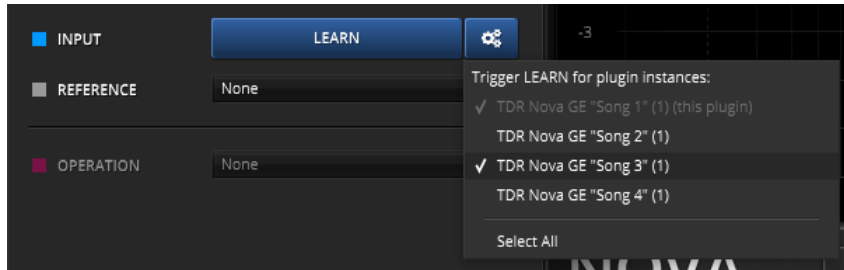 INPUT
LEARN
-3
REFERENCE
None
Trigger LEARN for plugin instances:
✓ TDR Nova GE "Song 1" (1) (this plugin)
TDR Nova GE "Song 2" (1)
✓ TDR Nova GE "Song 3" (1)
TDR Nova GE "Song 4" (1)
Select All
OPERATION
None
NOVA